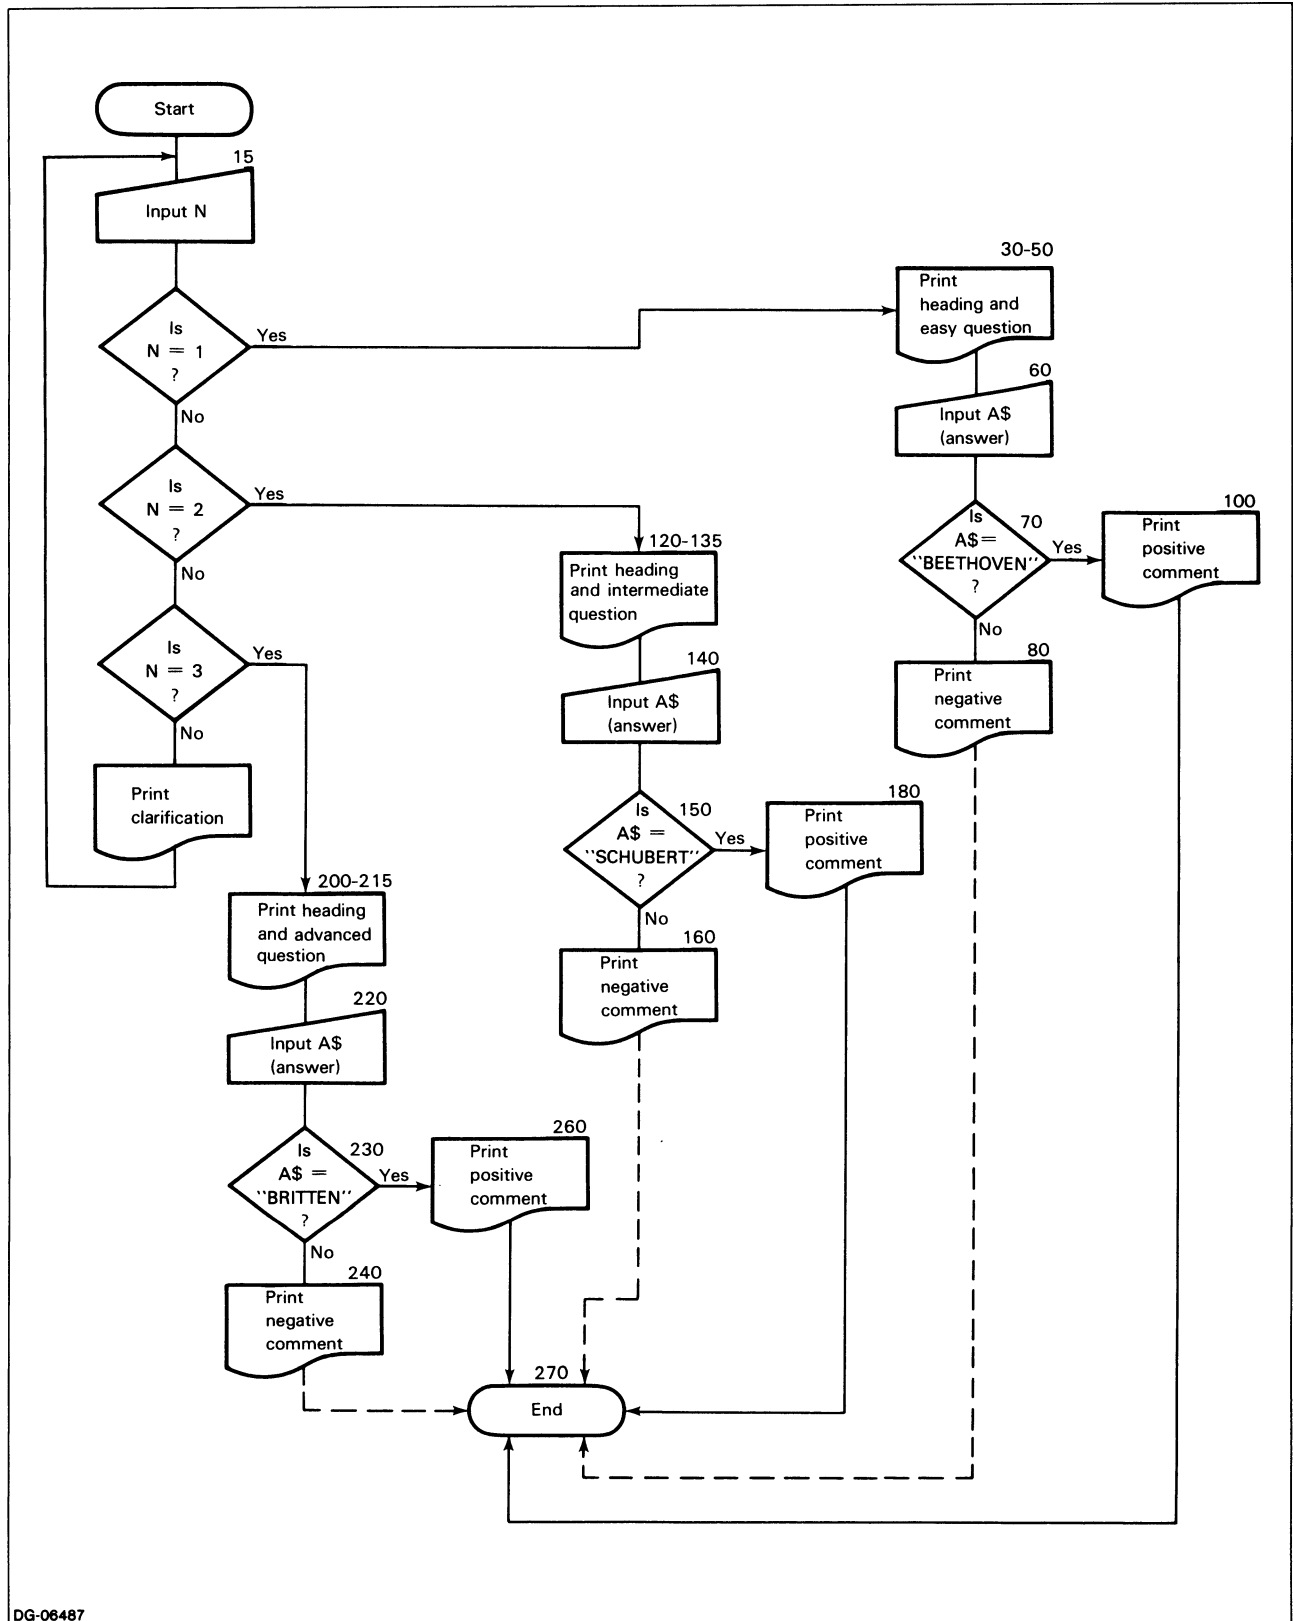 Start
15
Input N
Is
N = 1
?
Yes
No
Is
N = 2
?
Yes
No
Is
N = 3
?
Yes
No
Print
clarification
30-50
Print
heading and
easy question
60
Input A$
(answer)
Is
A$=
"BEETHOVEN"
?
70
Yes
No
100
Print
positive
comment
80
Print
negative
comment
120-135
Print heading
and intermediate
question
140
Input A$
(answer)
Is
A$ =
"SCHUBERT"
?
150
Yes
No
180
Print
positive
comment
160
Print
negative
comment
200-215
Print heading
and advanced
question
220
Input A$
(answer)
Is
A$ =
"BRITTEN"
?
230
Yes
No
260
Print
positive
comment
240
Print
negative
comment
270
End
DG-06487